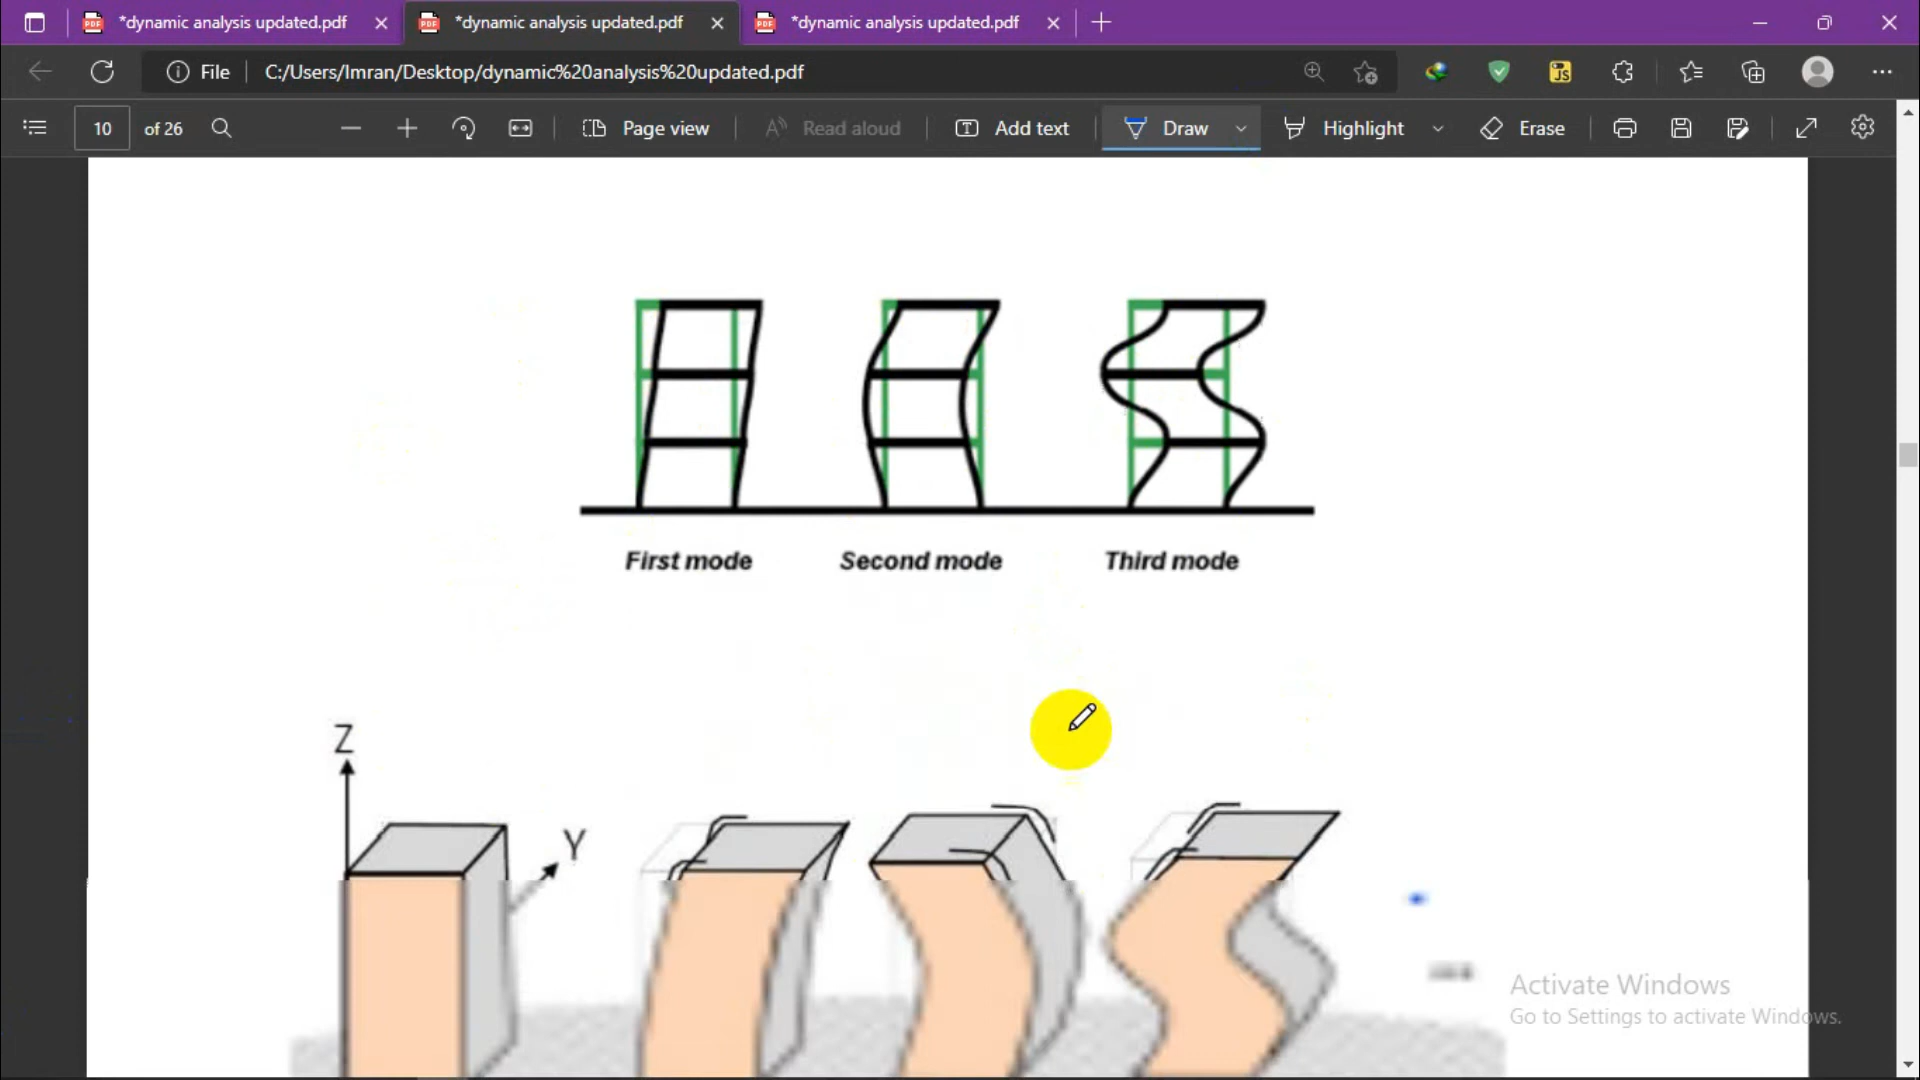 *dynamic analysis updated.pdf
*dynamic analysis updated.pdf
*dynamic analysis updated.pdf
File
C:/Users/Imran/Desktop/dynamic%20analysis%20updated.pdf
JS
10 of 26
Page view
Read aloud
Add text
Draw
Highlight
Erase
First mode
Second mode
Third mode
Z
Y
Activate Windows
Go to Settings to activate Windows.